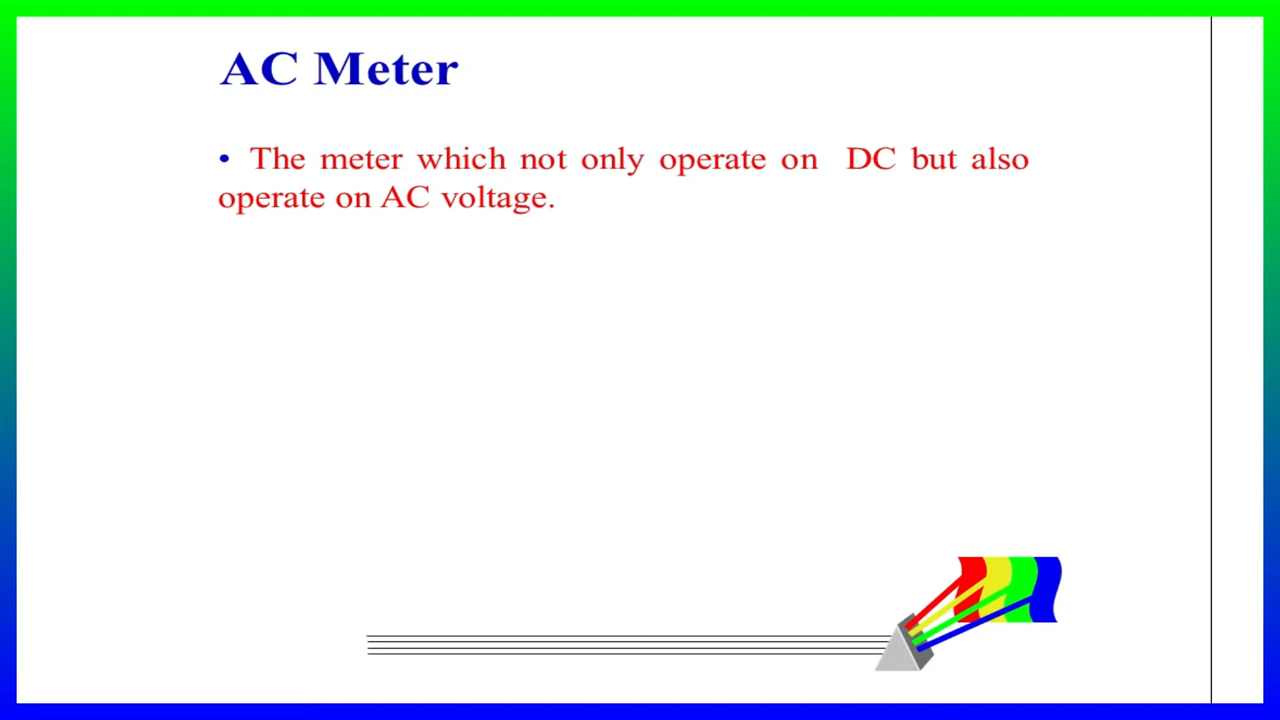 AC Meter
• The meter which not only operate on DC but also
operate on AC voltage.